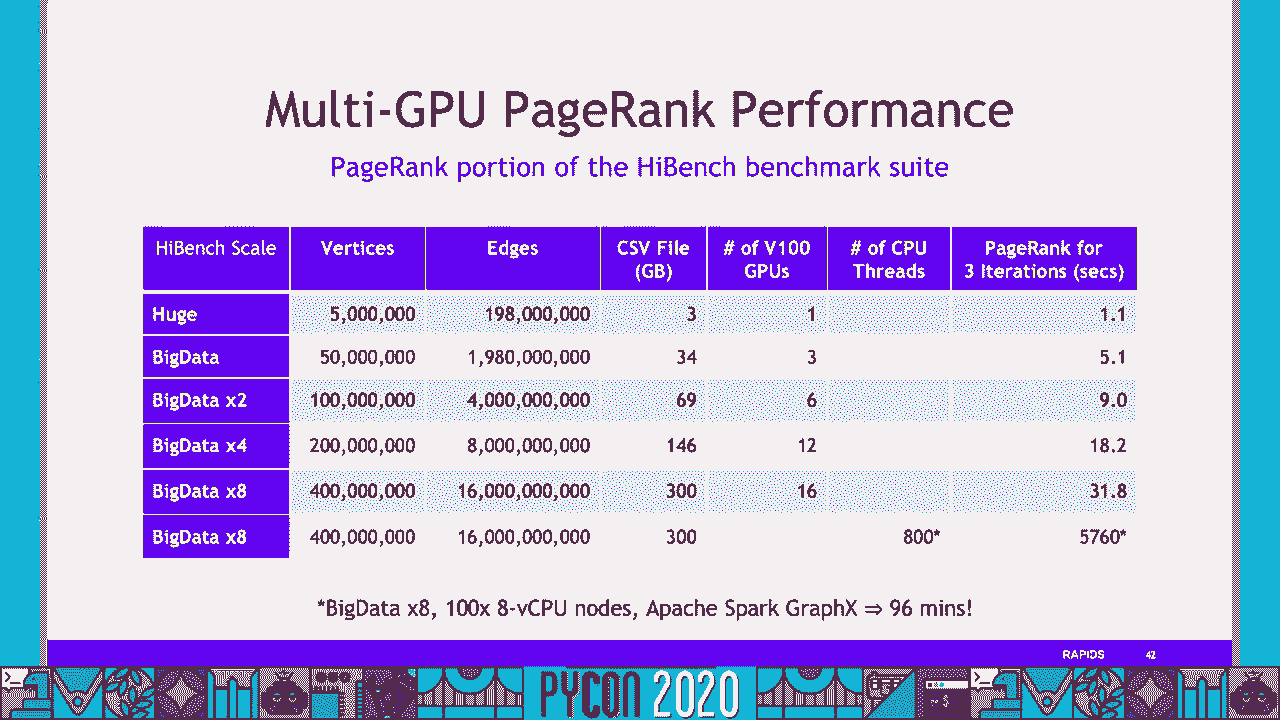 Multi-GPU PageRank Performance
PageRank portion of the HiBench benchmark suite
HiBench Scale Vertices Edges CSV File (GB) # of V100 GPUs # of CPU Threads PageRank for 3 Iterations (secs)
Huge 5,000,000 198,000,000 3 1 1.1
BigData 50,000,000 1,980,000,000 34 3 5.1
BigData x2 100,000,000 4,000,000,000 69 6 9.0
BigData x4 200,000,000 8,000,000,000 146 12 18.2
BigData x8 400,000,000 16,000,000,000 300 16 31.8
BigData x8 400,000,000 16,000,000,000 300 800* 5760*
*BigData x8, 100x 8-vCPU nodes, Apache Spark GraphX ⇒ 96 mins!
RAPIDS 42
PYCON 2020